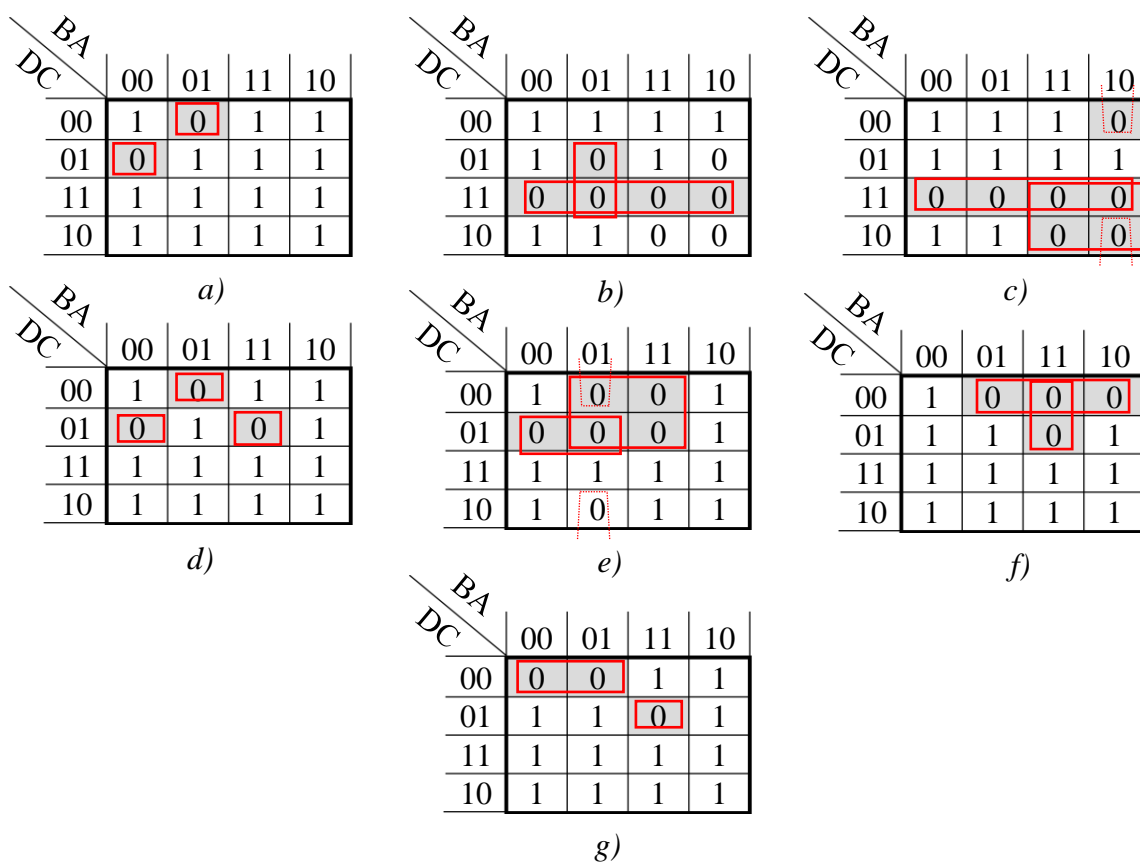 BA
DC
00 01 11 10
00 1 0 1 1
01 0 1 1 1
11 1 1 1 1
10 1 1 1 1
a)
BA
DC
00 01 11 10
00 1 1 1 1
01 1 0 1 0
11 0 0 0 0
10 1 1 0 0
b)
BA
DC
00 01 11 10
00 1 1 1 0
01 1 1 1 1
11 0 0 0 0
10 1 1 0 0
c)
BA
DC
00 01 11 10
00 1 0 1 1
01 0 1 0 1
11 1 1 1 1
10 1 1 1 1
d)
BA
DC
00 01 11 10
00 1 0 0 1
01 0 0 0 1
11 1 1 1 1
10 1 0 1 1
e)
BA
DC
00 01 11 10
00 1 0 0 0
01 1 1 0 1
11 1 1 1 1
10 1 1 1 1
f)
BA
DC
00 01 11 10
00 0 0 1 1
01 1 1 0 1
11 1 1 1 1
10 1 1 1 1
g)